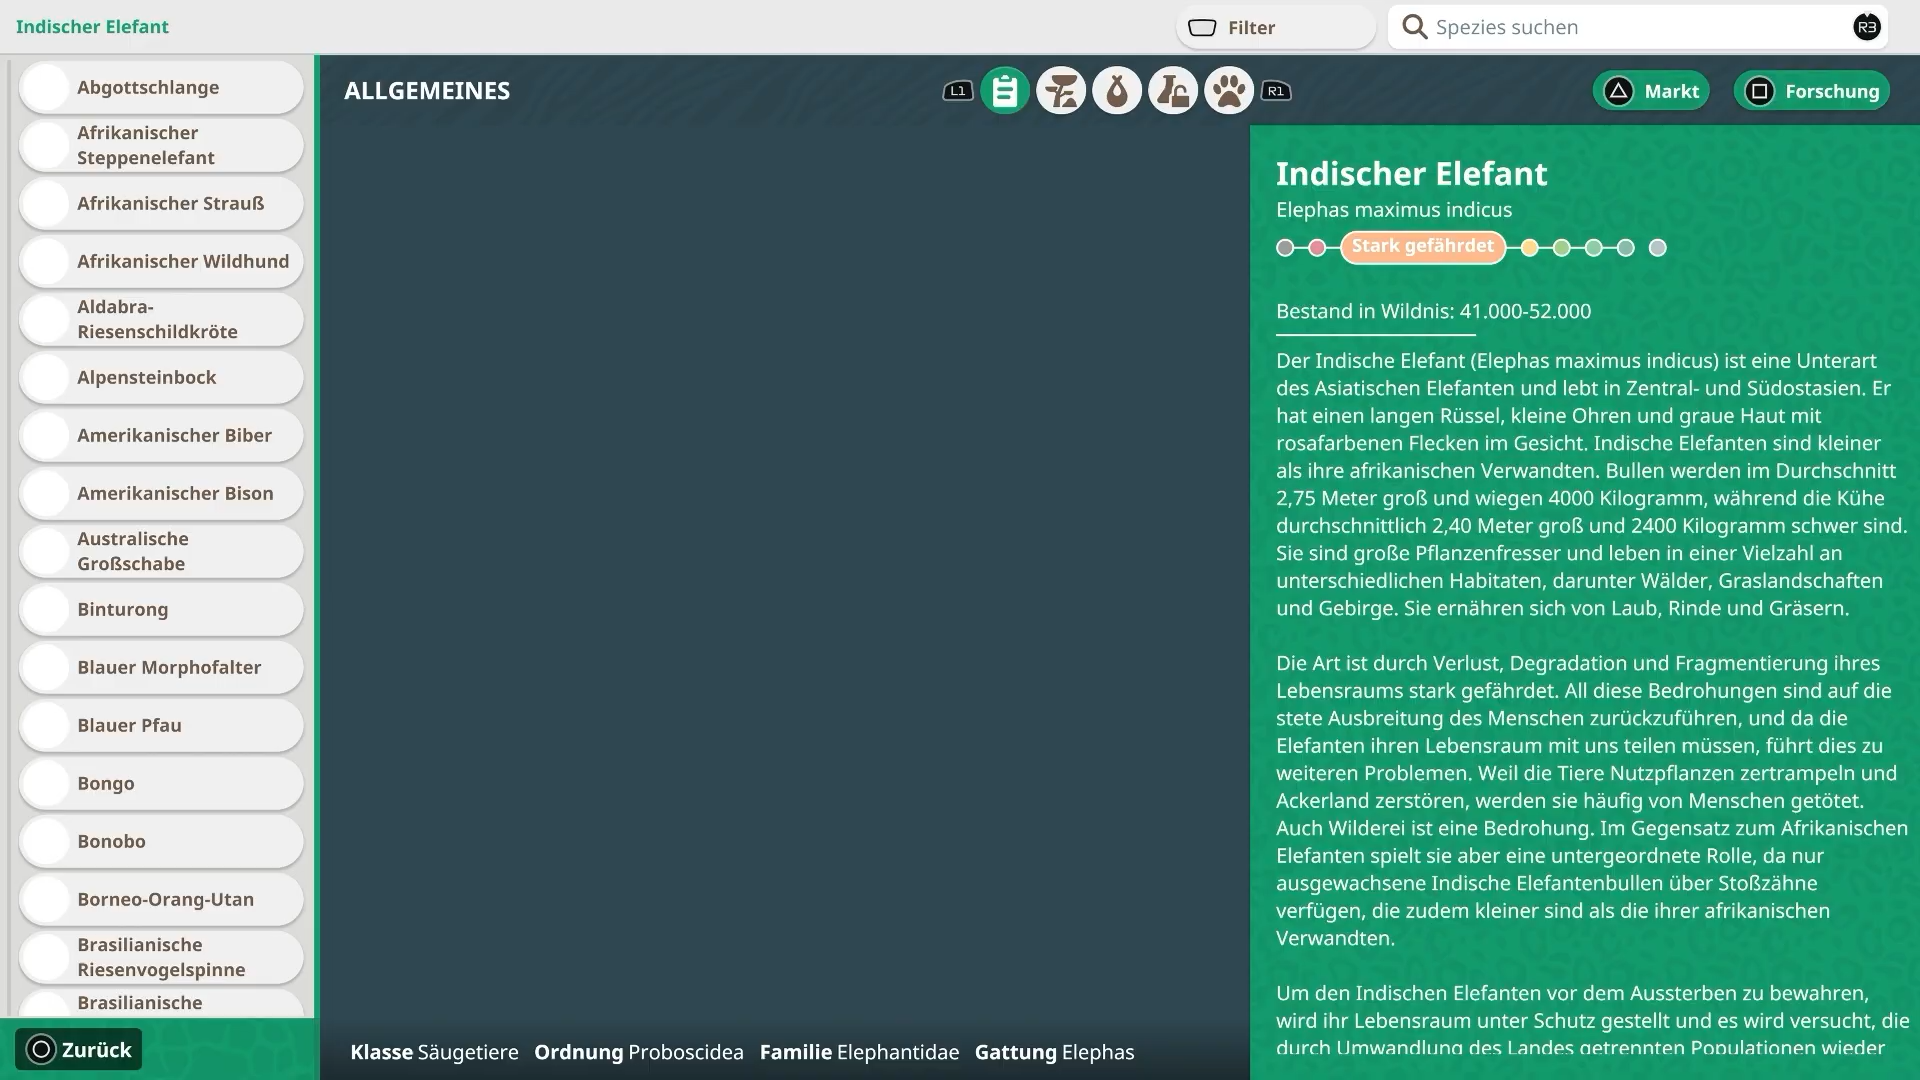 Indischer Elefant
Filter
Spezies suchen
R3
Abgottschlange
Afrikanischer
Steppenelefant
Afrikanischer Strauß
Afrikanischer Wildhund
Aldabra-
Riesenschildkröte
Alpensteinbock
Amerikanischer Biber
Amerikanischer Bison
Australische
Großschabe
Binturong
Blauer Morphofalter
Blauer Pfau
Bongo
Bonobo
Borneo-Orang-Utan
Brasilianische
Riesenvogelspinne
Brasilianische
Zurück
ALLGEMEINES
L1
R1
Markt
Forschung
Indischer Elefant
Elephas maximus indicus
Stark gefährdet
Bestand in Wildnis: 41.000-52.000
Der Indische Elefant (Elephas maximus indicus) ist eine Unterart
des Asiatischen Elefanten und lebt in Zentral- und Südostasien. Er
hat einen langen Rüssel, kleine Ohren und graue Haut mit
rosafarbenen Flecken im Gesicht. Indische Elefanten sind kleiner
als ihre afrikanischen Verwandten. Bullen werden im Durchschnitt
2,75 Meter groß und wiegen 4000 Kilogramm, während die Kühe
durchschnittlich 2,40 Meter groß und 2400 Kilogramm schwer sind.
Sie sind große Pflanzenfresser und leben in einer Vielzahl an
unterschiedlichen Habitaten, darunter Wälder, Graslandschaften
und Gebirge. Sie ernähren sich von Laub, Rinde und Gräsern.
Die Art ist durch Verlust, Degradation und Fragmentierung ihres
Lebensraums stark gefährdet. All diese Bedrohungen sind auf die
stete Ausbreitung des Menschen zurückzuführen, und da die
Elefanten ihren Lebensraum mit uns teilen müssen, führt dies zu
weiteren Problemen. Weil die Tiere Nutzpflanzen zertrampeln und
Ackerland zerstören, werden sie häufig von Menschen getötet.
Auch Wilderei ist eine Bedrohung. Im Gegensatz zum Afrikanischen
Elefanten spielt sie aber eine untergeordnete Rolle, da nur
ausgewachsene Indische Elefantenbullen über Stoßzähne
verfügen, die zudem kleiner sind als die ihrer afrikanischen
Verwandten.
Um den Indischen Elefanten vor dem Aussterben zu bewahren,
wird ihr Lebensraum unter Schutz gestellt und es wird versucht, die
durch Umwandlung des Landes getrennten Populationen wieder
Klasse Säugetiere Ordnung Proboscidea Familie Elephantidae Gattung Elephas